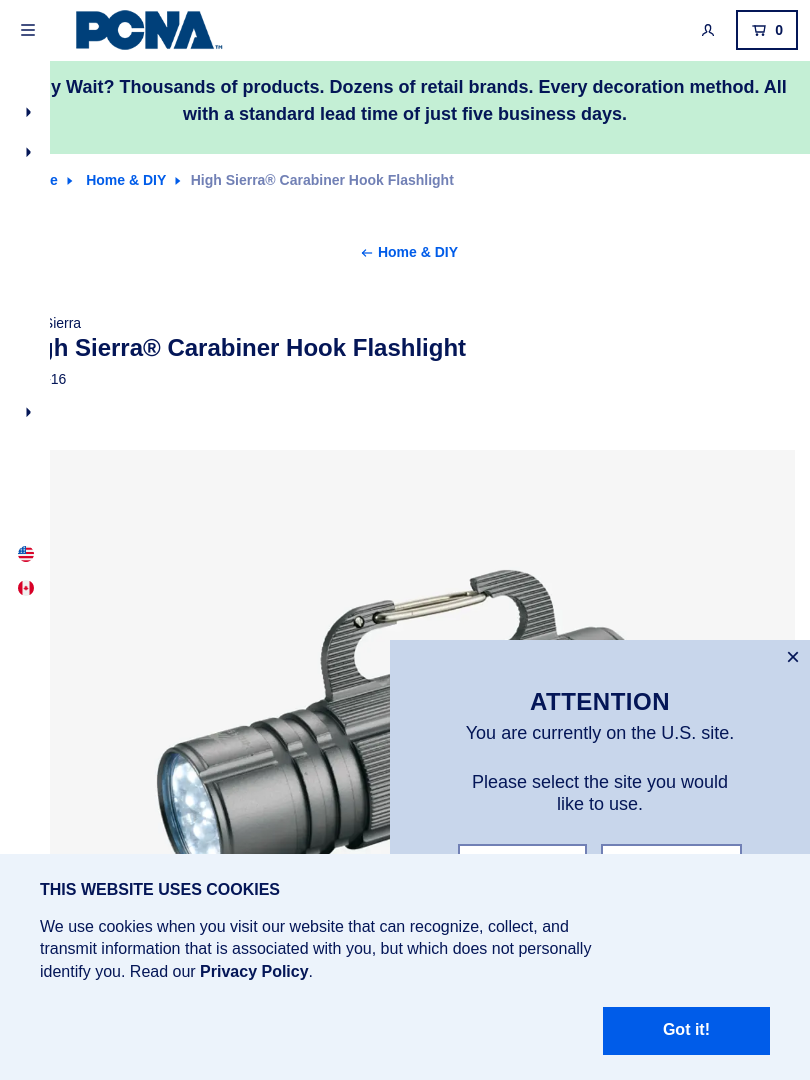 PCNA™
0
y Wait? Thousands of products. Dozens of retail brands. Every decoration method. All
with a standard lead time of just five business days.
e Home & DIY High Sierra® Carabiner Hook Flashlight
← Home & DIY
Sierra
gh Sierra® Carabiner Hook Flashlight
16
ATTENTION
You are currently on the U.S. site.
Please select the site you would
like to use.
THIS WEBSITE USES COOKIES
We use cookies when you visit our website that can recognize, collect, and
transmit information that is associated with you, but which does not personally
identify you. Read our Privacy Policy.
Got it!